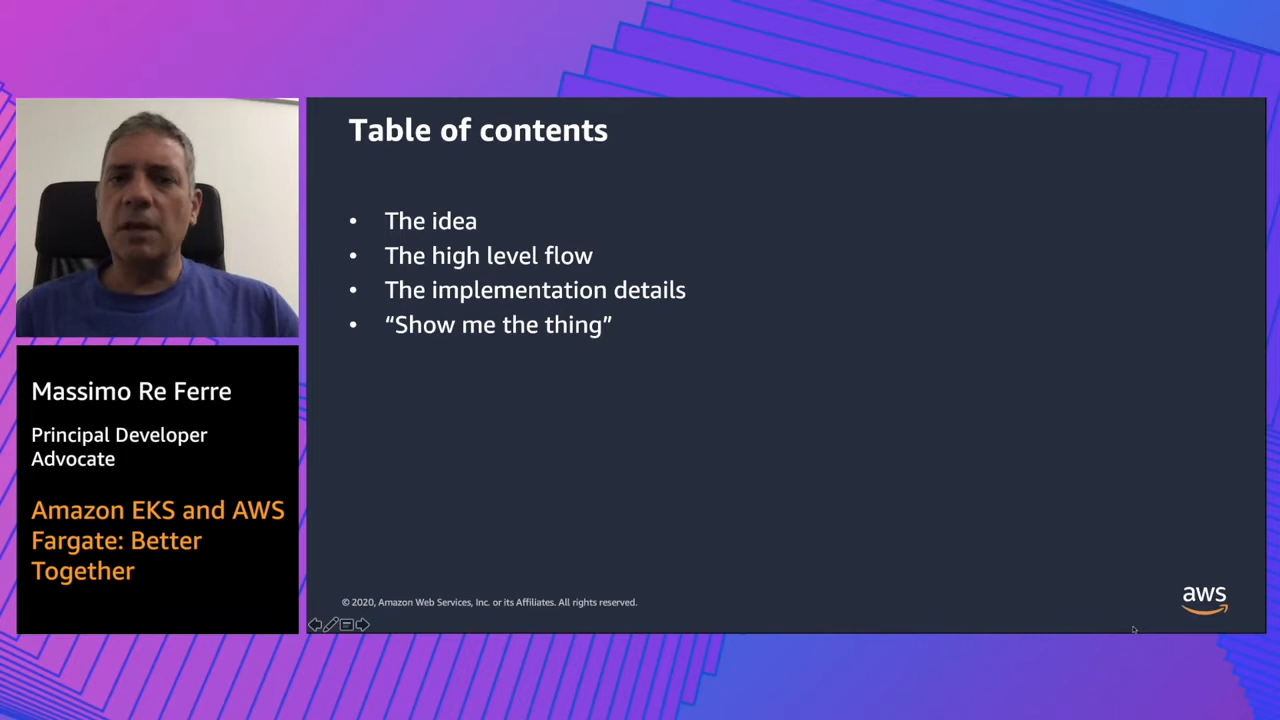 Table of contents
• The idea
• The high level flow
• The implementation details
• “Show me the thing”
Massimo Re Ferre
Principal Developer
Advocate
Amazon EKS and AWS
Fargate: Better
Together
© 2020, Amazon Web Services, Inc. or its Affiliates. All rights reserved.
aws